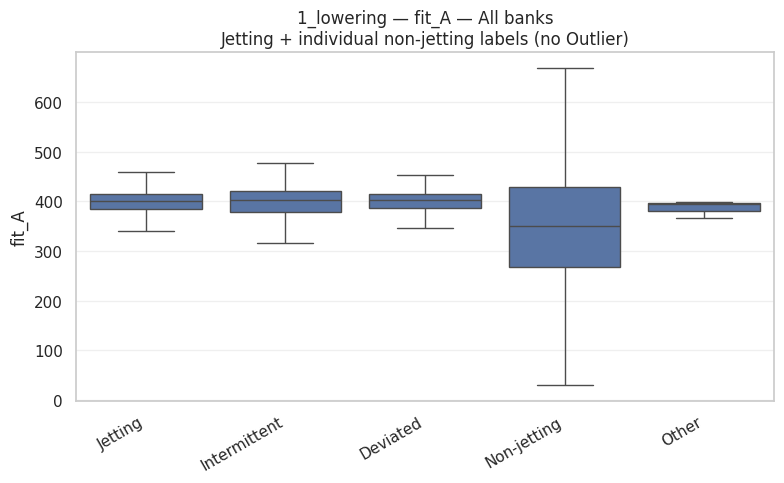 1_lowering — fit_A — All banks
Jetting + individual non-jetting labels (no Outlier)
fit_A
600
500
400
300
200
100
0
Jetting
Intermittent
Deviated
Non-jetting
Other